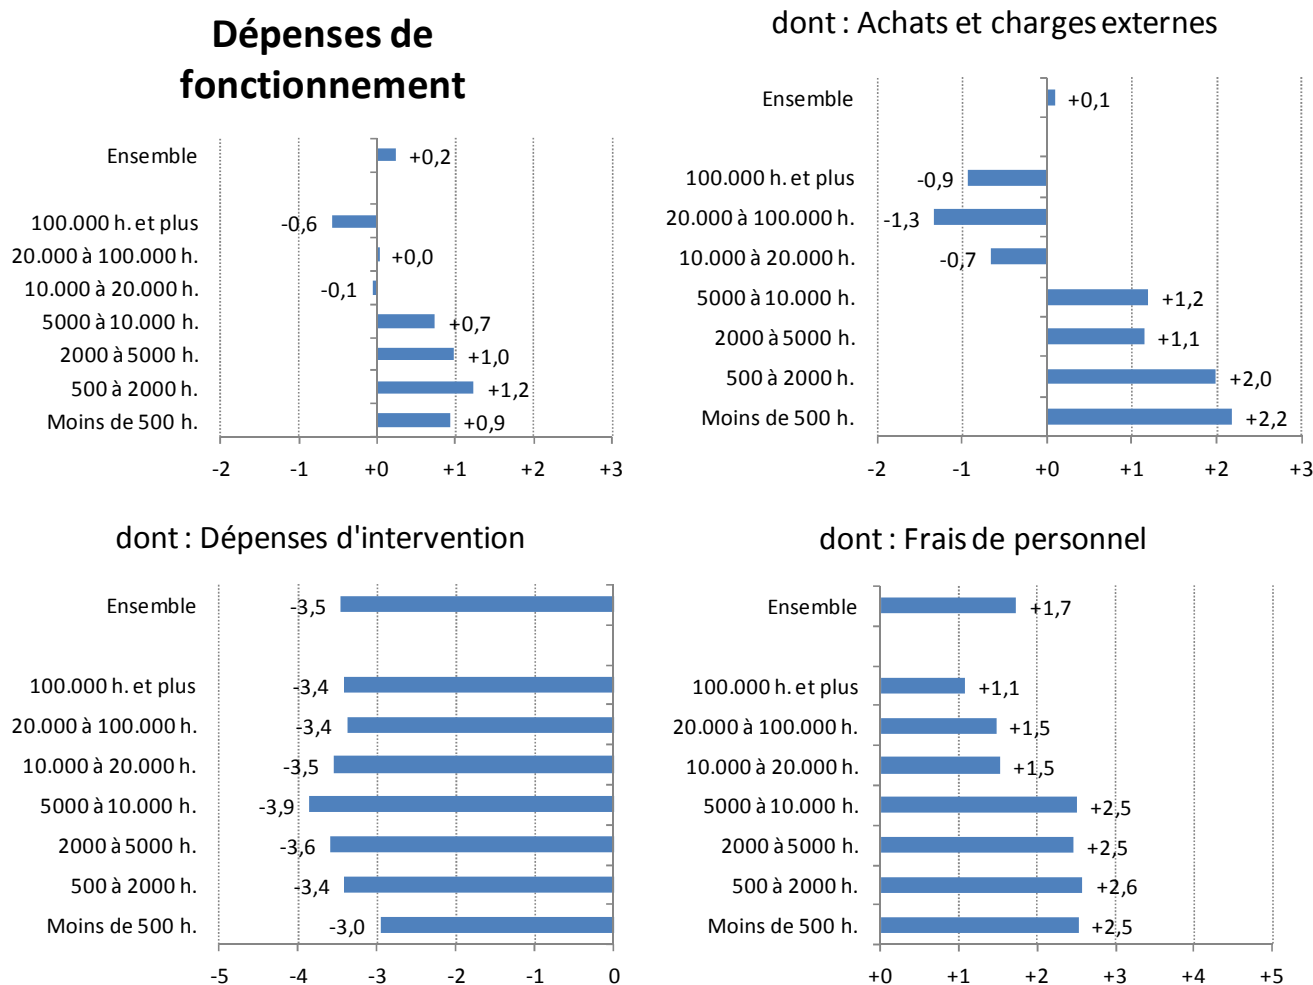 Dépenses de
fonctionnement
Ensemble
+0,2
100.000 h. et plus
-0,6
20.000 à 100.000 h.
+0,0
10.000 à 20.000 h.
-0,1
5000 à 10.000 h.
+0,7
2000 à 5000 h.
+1,0
500 à 2000 h.
+1,2
Moins de 500 h.
+0,9
-2 -1 +0 +1 +2 +3
dont : Achats et charges externes
Ensemble
+0,1
100.000 h. et plus
-0,9
20.000 à 100.000 h.
-1,3
10.000 à 20.000 h.
-0,7
5000 à 10.000 h.
+1,2
2000 à 5000 h.
+1,1
500 à 2000 h.
+2,0
Moins de 500 h.
+2,2
-2 -1 +0 +1 +2 +3
dont : Dépenses d'intervention
Ensemble
-3,5
100.000 h. et plus
-3,4
20.000 à 100.000 h.
-3,4
10.000 à 20.000 h.
-3,5
5000 à 10.000 h.
-3,9
2000 à 5000 h.
-3,6
500 à 2000 h.
-3,4
Moins de 500 h.
-3,0
-5 -4 -3 -2 -1 0
dont : Frais de personnel
Ensemble
+1,7
100.000 h. et plus
+1,1
20.000 à 100.000 h.
+1,5
10.000 à 20.000 h.
+1,5
5000 à 10.000 h.
+2,5
2000 à 5000 h.
+2,5
500 à 2000 h.
+2,6
Moins de 500 h.
+2,5
+0 +1 +2 +3 +4 +5